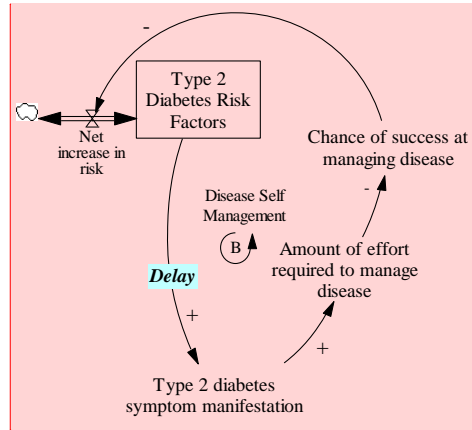 -
Type 2
Diabetes Risk
Factors
Net
increase in
risk
Chance of success at
managing disease
-
Disease Self
Management
B
Amount of effort
required to manage
disease
Delay
+
+
Type 2 diabetes
symptom manifestation